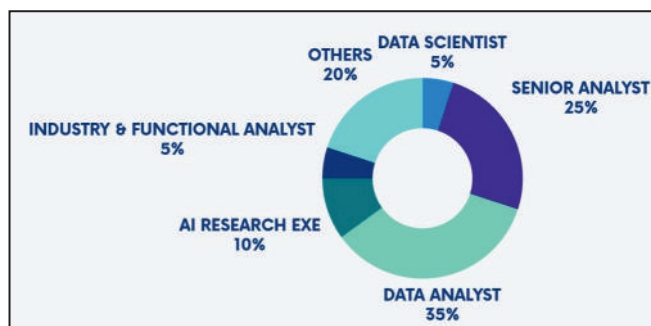 DATA SCIENTIST
5%
OTHERS
20%
SENIOR ANALYST
25%
INDUSTRY & FUNCTIONAL ANALYST
5%
AI RESEARCH EXE
10%
DATA ANALYST
35%